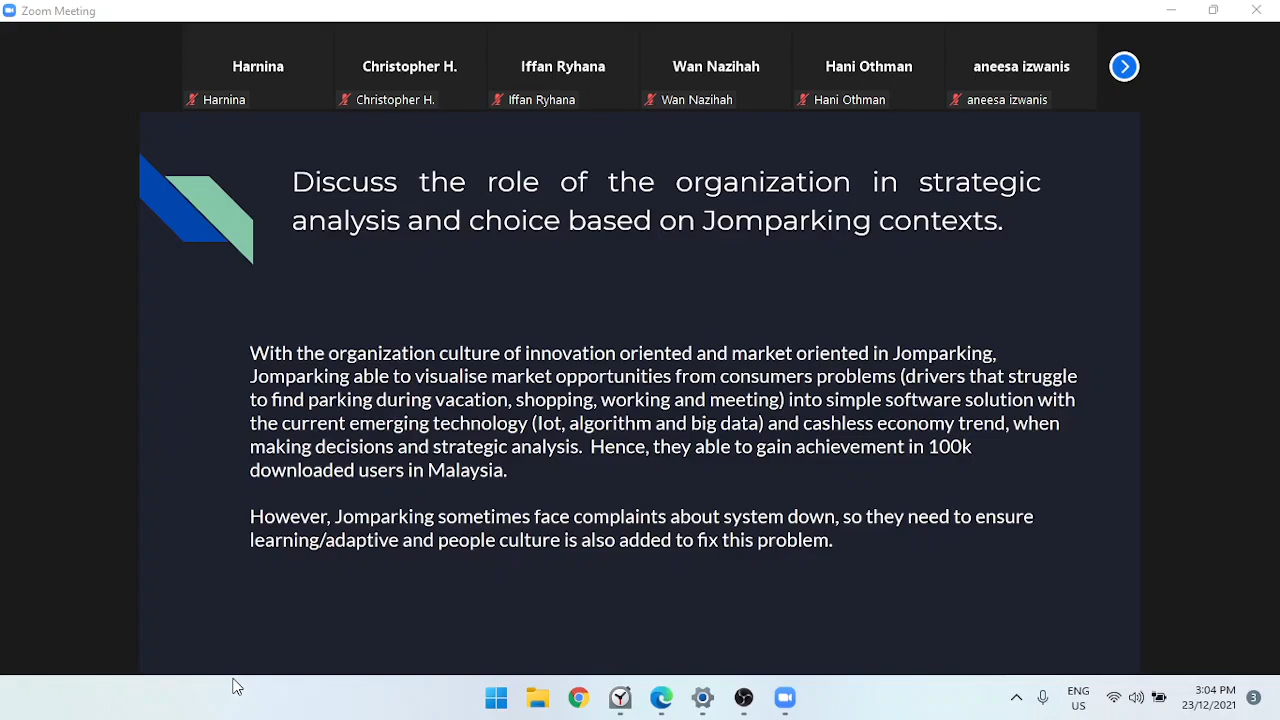 Zoom Meeting
Harnina
Christopher H.
Iffan Ryhana
Wan Nazihah
Hani Othman
aneesa izwanis
Harnina
Christopher H.
Iffan Ryhana
Wan Nazihah
Hani Othman
aneesa izwanis
Discuss the role of the organization in strategic
analysis and choice based on Jomparking contexts.
With the organization culture of innovation oriented and market oriented in Jomparking,
Jomparking able to visualise market opportunities from consumers problems (drivers that struggle
to find parking during vacation, shopping, working and meeting) into simple software solution with
the current emerging technology (Iot, algorithm and big data) and cashless economy trend, when
making decisions and strategic analysis. Hence, they able to gain achievement in 100k
downloaded users in Malaysia.
However, Jomparking sometimes face complaints about system down, so they need to ensure
learning/adaptive and people culture is also added to fix this problem.
ENG
US
3:04 PM
23/12/2021
3